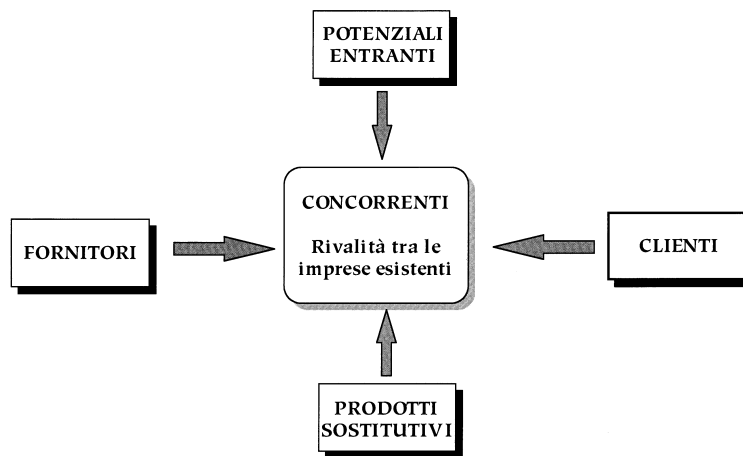 POTENZIALI
ENTRANTI
CONCORRENTI
Rivalità tra le
imprese esistenti
FORNITORI
CLIENTI
PRODOTTI
SOSTITUTIVI